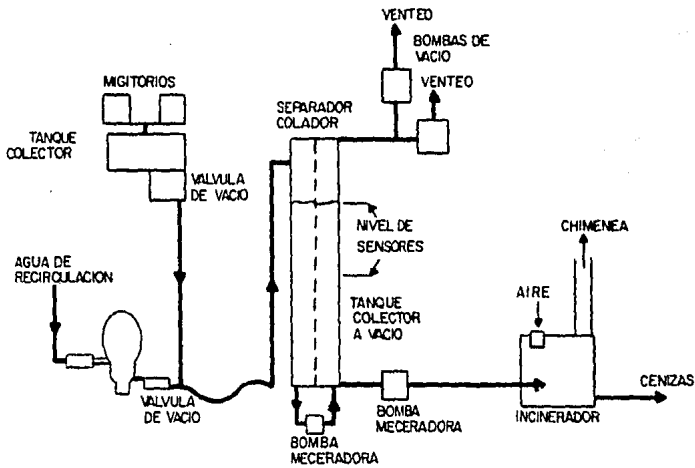 VENTEO
BOMBAS DE
VACIO
VENTEO
MIGITORIOS
SEPARADOR
COLADOR
TANQUE
COLECTOR
VALVULA
DE VACIO
NIVEL DE
SENSORES
CHIMENEA
AGUA DE
RECIRCULACION
AIRE
TANQUE
COLECTOR
A VACIO
CENIZAS
VALVULA
DE VACIO
BOMBA
MECERADORA
INCINERADOR
BOMBA
MECERADORA